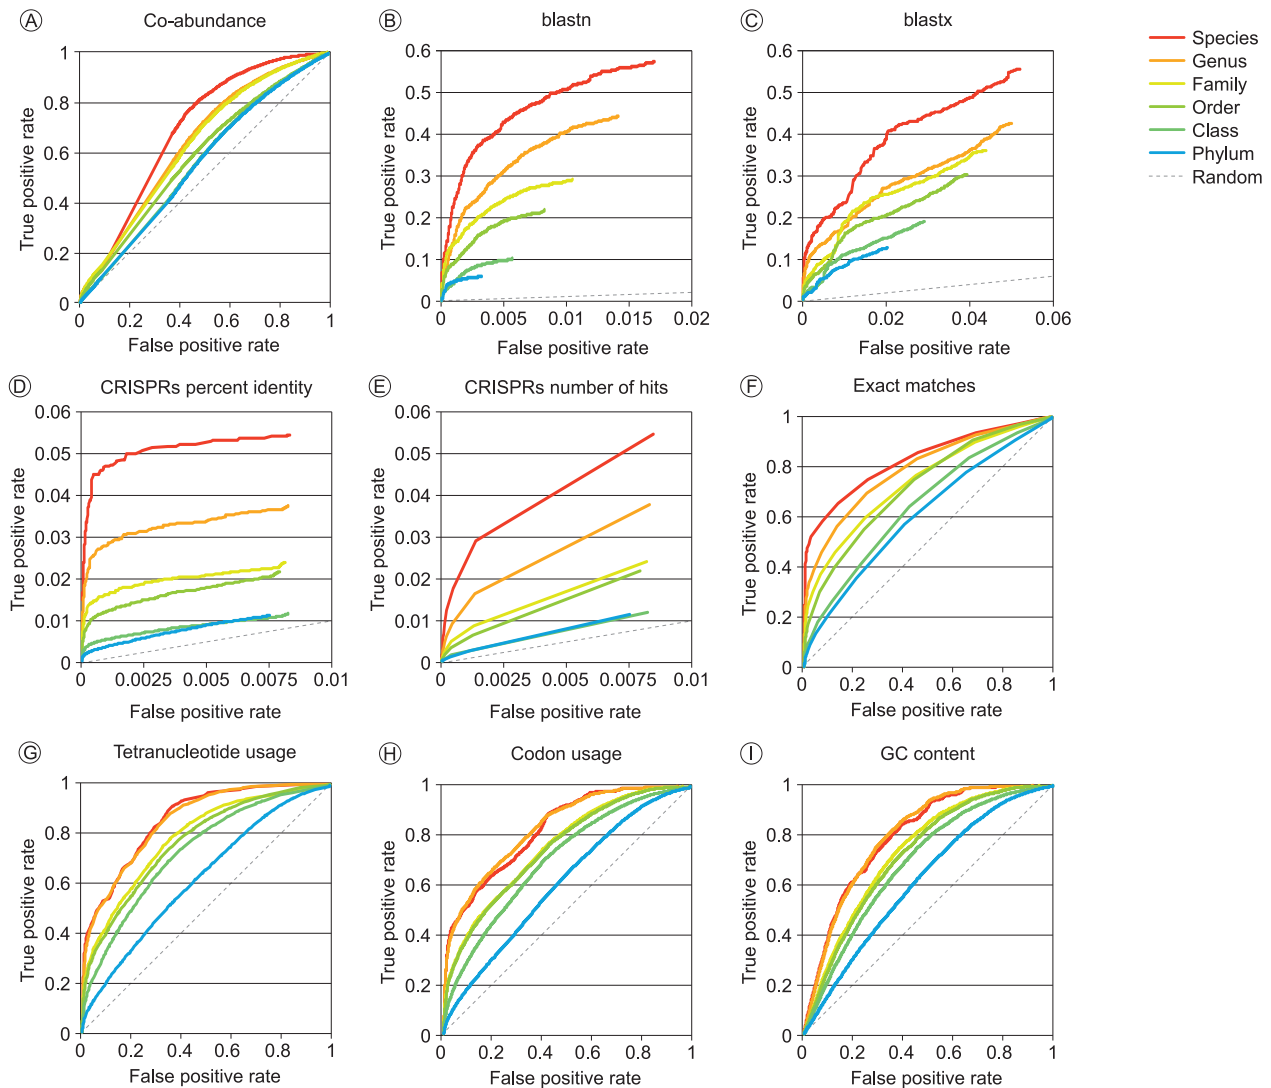 A Co-abundance
1
0.8
0.6
0.4
0.2
0
0 0.2 0.4 0.6 0.8 1
True positive rate
False positive rate
B blastn
0.6
0.5
0.4
0.3
0.2
0.1
0
0 0.005 0.01 0.015 0.02
True positive rate
False positive rate
C blastx
0.6
0.5
0.4
0.3
0.2
0.1
0
0 0.02 0.04 0.06
True positive rate
False positive rate
Species
Genus
Family
Order
Class
Phylum
Random
D CRISPRs percent identity
0.06
0.05
0.04
0.03
0.02
0.01
0
0 0.0025 0.005 0.0075 0.01
True positive rate
False positive rate
E CRISPRs number of hits
0.06
0.05
0.04
0.03
0.02
0.01
0
0 0.0025 0.005 0.0075 0.01
True positive rate
False positive rate
F Exact matches
1
0.8
0.6
0.4
0.2
0
0 0.2 0.4 0.6 0.8 1
True positive rate
False positive rate
G Tetranucleotide usage
1
0.8
0.6
0.4
0.2
0
0 0.2 0.4 0.6 0.8 1
True positive rate
False positive rate
H Codon usage
1
0.8
0.6
0.4
0.2
0
0 0.2 0.4 0.6 0.8 1
True positive rate
False positive rate
I GC content
1
0.8
0.6
0.4
0.2
0
0 0.2 0.4 0.6 0.8 1
True positive rate
False positive rate